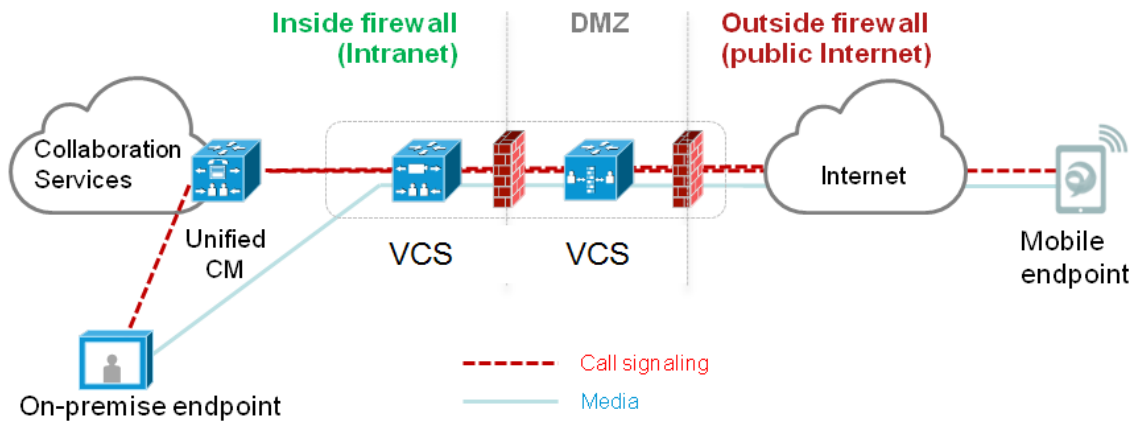 Inside firewall
(Intranet)
DMZ
Outside firewall
(public Internet)
Collaboration
Services
Unified
CM
VCS
VCS
Internet
Mobile
endpoint
On-premise endpoint
Call signaling
Media